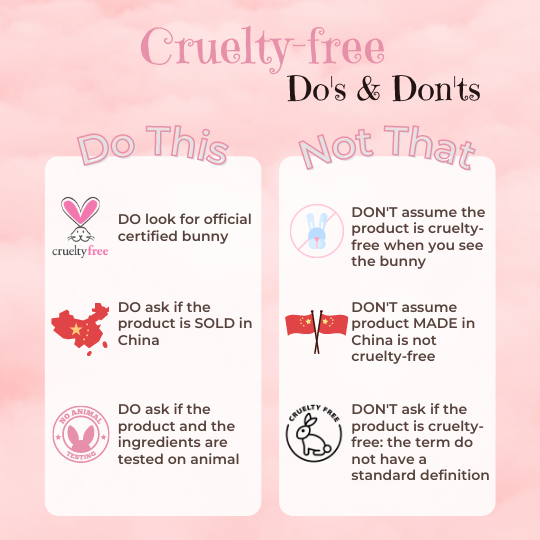 Cruelty-free
Do's & Don'ts
Do This
crueltyfree
DO look for official
certified bunny
DO ask if the
product is SOLD in
China
NO ANIMAL
TESTING
DO ask if the
product and the
ingredients are
tested on animal
Not That
DON'T assume the
product is cruelty-
free when you see
the bunny
DON'T assume
product MADE in
China is not
cruelty-free
CRUELTY FREE
DON'T ask if the
product is cruelty-
free: the term do
not have a
standard definition